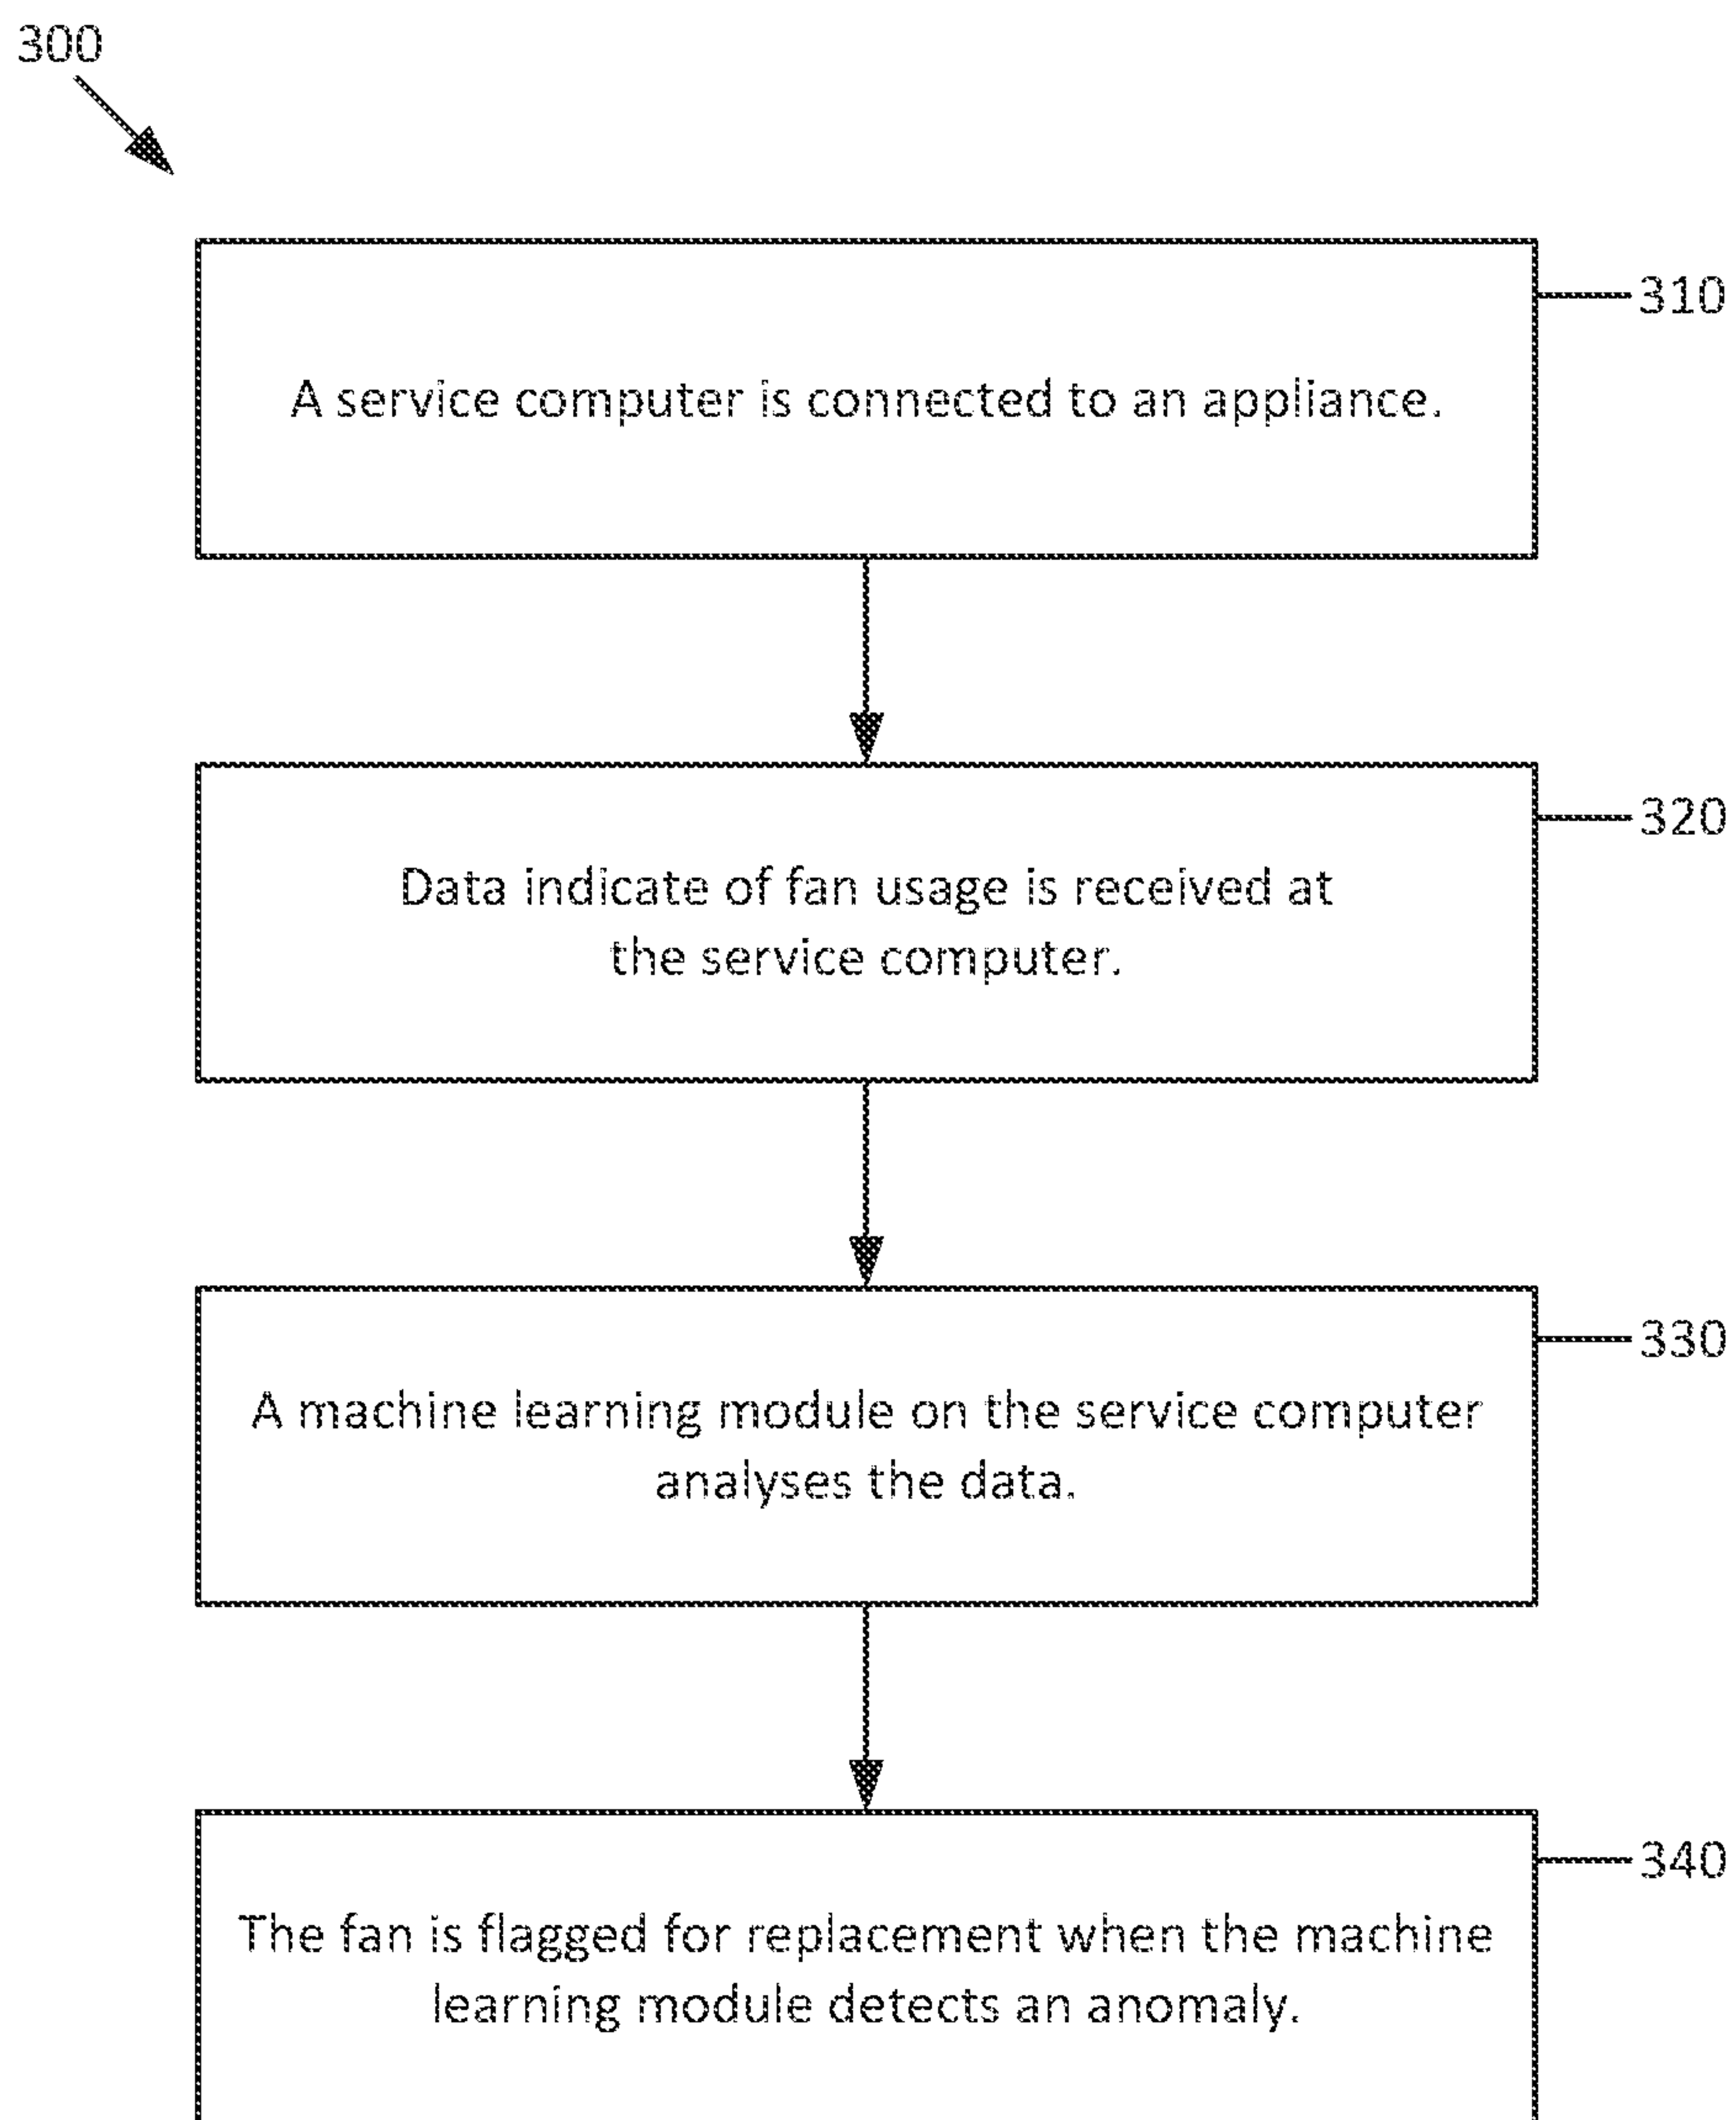 300
310
A service computer is connected to an appliance.
320
Data indicate of fan usage is received at
the service computer.
330
A machine learning module on the service computer
analyses the data.
340
The fan is flagged for replacement when the machine
learning module detects an anomaly.